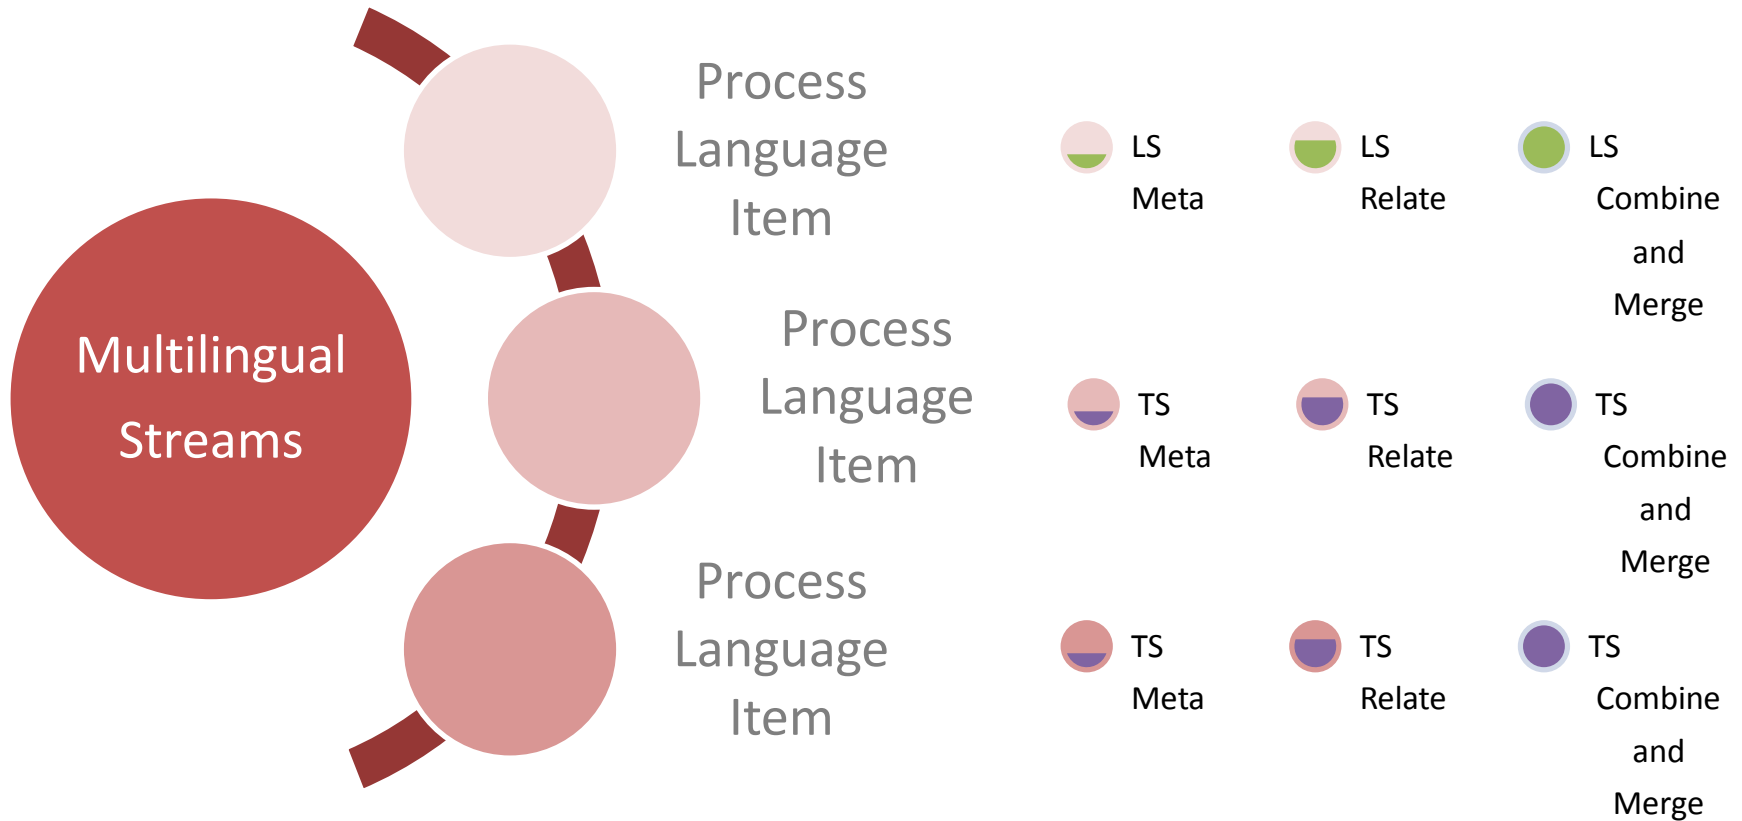 Multilingual
Streams
Process
Language
Item
LS
Meta
LS
Relate
LS
Combine
and
Merge
Process
Language
Item
TS
Meta
TS
Relate
TS
Combine
and
Merge
Process
Language
Item
TS
Meta
TS
Relate
TS
Combine
and
Merge